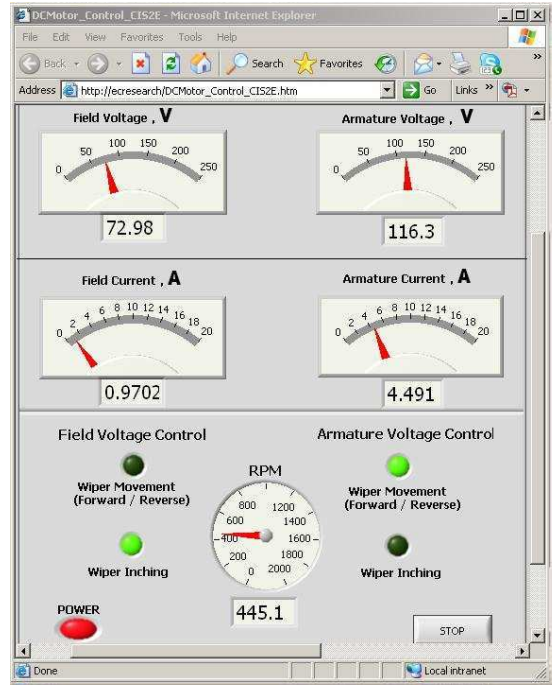 DCMotor_Control_CIS2E - Microsoft Internet Explorer
File Edit View Favorites Tools Help
Back Search Favorites
Address http://ecresearch/DCMotor_Control_CIS2E.htm Go Links
Field Voltage , V
0 50 100 150 200 250
72.98
Armature Voltage , V
0 50 100 150 200 250
116.3
Field Current , A
0 2 4 6 8 10 12 14 16 18 20
0.9702
Armature Current , A
0 2 4 6 8 10 12 14 16 18 20
4.491
Field Voltage Control
Wiper Movement
(Forward / Reverse)
Wiper Inching
POWER
RPM
800 1200
600 1400
400 1600
200 1800
0 2000
445.1
Armature Voltage Control
Wiper Movement
(Forward / Reverse)
Wiper Inching
STOP
Done Local intranet